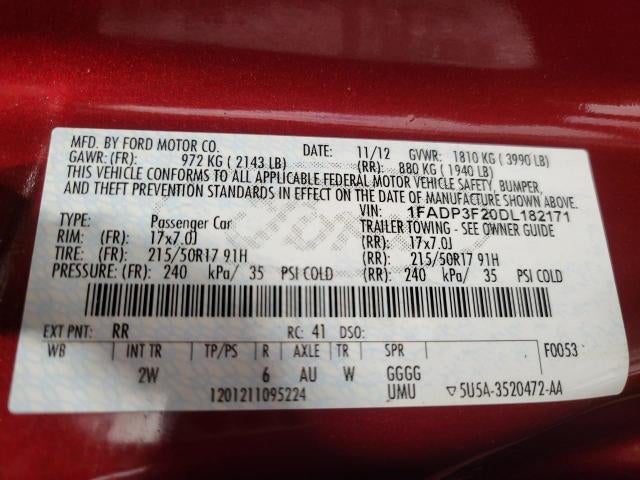 MFD. BY FORD MOTOR CO. DATE: 11/12 GVWR: 1810 KG ( 3990 LB)
GAWR: (FR): 972 KG ( 2143 LB) (RR): 880 KG ( 1940 LB)
THIS VEHICLE CONFORMS TO ALL APPLICABLE FEDERAL MOTOR VEHICLE SAFETY, BUMPER,
AND THEFT PREVENTION STANDARDS IN EFFECT ON THE DATE OF MANUFACTURE SHOWN ABOVE.
VIN: 1FADP3F20DL182171
TYPE: Passenger Car TRAILER TOWING - SEE OWNER GUIDE
RIM: (FR): 17x7.0J (RR): 17x7.0J
TIRE: (FR): 215/50R17 91H (RR): 215/50R17 91H
PRESSURE: (FR): 240 kPa/ 35 PSI COLD (RR): 240 kPa/ 35 PSI COLD
EXT PNT: RR RC: 41 DSO:
WB INT TR TP/PS R AXLE TR SPR F0053
2W 6 AU W GGGG
1201211095224 UMU ▽5U5A-3520472-AA
Ford